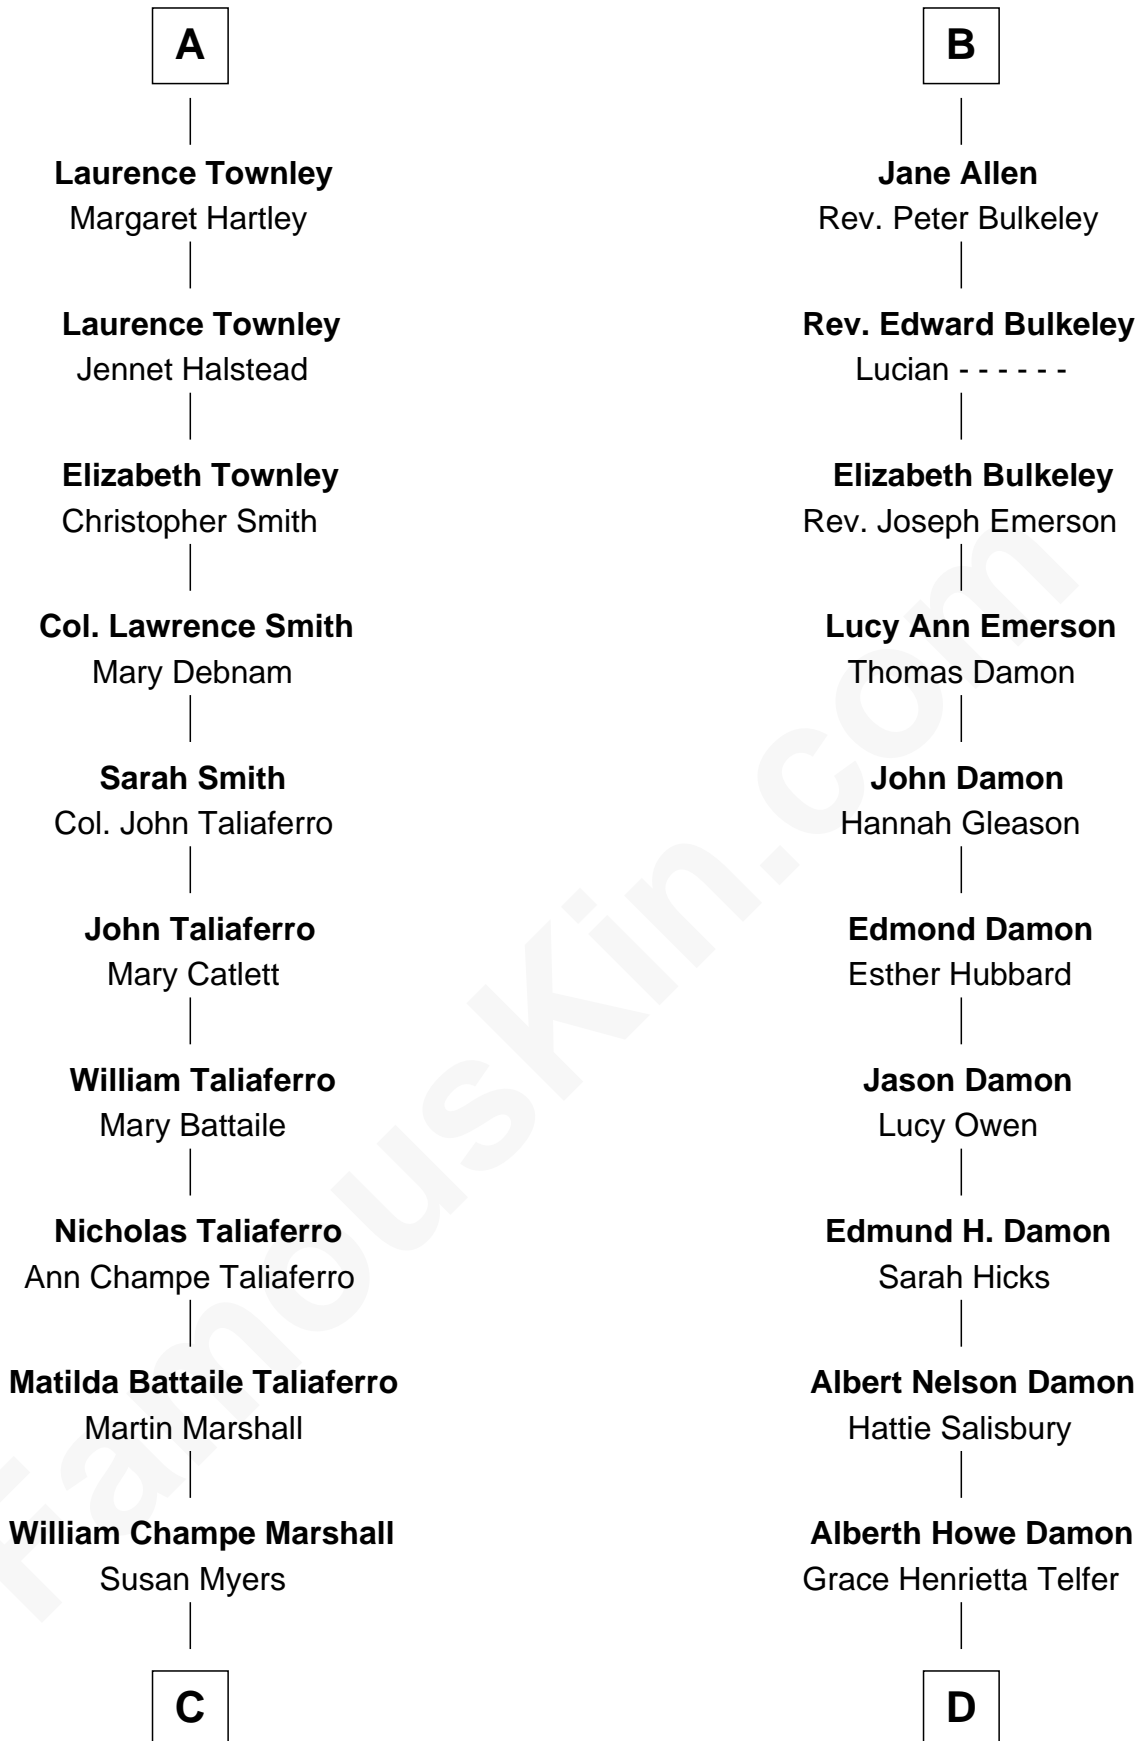 A
Laurence Townley
Margaret Hartley
Laurence Townley
Jennet Halstead
Elizabeth Townley
Christopher Smith
Col. Lawrence Smith
Mary Debnam
Sarah Smith
Col. John Taliaferro
John Taliaferro
Mary Catlett
William Taliaferro
Mary Battaile
Nicholas Taliaferro
Ann Champe Taliaferro
Matilda Battaile Taliaferro
Martin Marshall
William Champe Marshall
Susan Myers
C
B
Jane Allen
Rev. Peter Bulkeley
Rev. Edward Bulkeley
Lucian - - - - - -
Elizabeth Bulkeley
Rev. Joseph Emerson
Lucy Ann Emerson
Thomas Damon
John Damon
Hannah Gleason
Edmond Damon
Esther Hubbard
Jason Damon
Lucy Owen
Edmund H. Damon
Sarah Hicks
Albert Nelson Damon
Hattie Salisbury
Alberth Howe Damon
Grace Henrietta Telfer
D
FamousKin.com